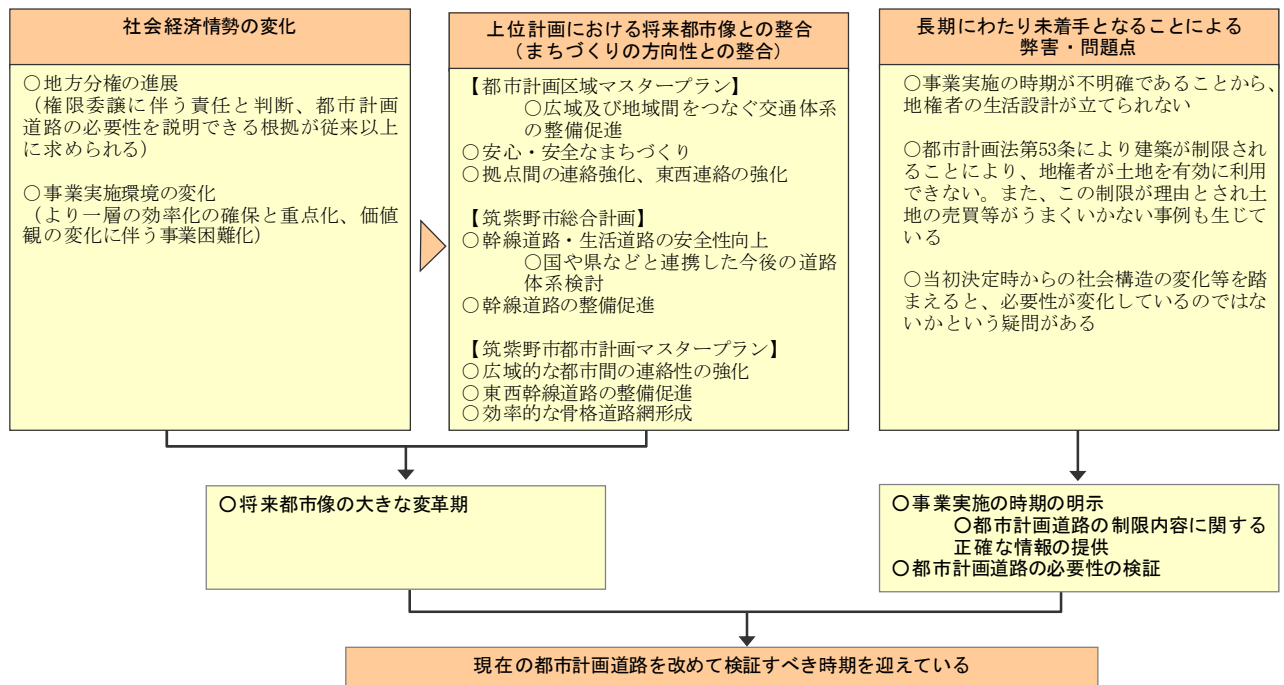 社会経済情勢の変化
○地方分権の進展
（権限委譲に伴う責任と判断、都市計画
道路の必要性を説明できる根拠が従来以上
に求められる）
○事業実施環境の変化
（より一層の効率化の確保と重点化、価値
観の変化に伴う事業困難化）
上位計画における将来都市像との整合
（まちづくりの方向性との整合）
【都市計画区域マスタープラン】
○広域及び地域間をつなぐ交通体系
の整備促進
○安心・安全なまちづくり
○拠点間の連絡強化、東西連絡の強化
【筑紫野市総合計画】
○幹線道路・生活道路の安全性向上
○国や県などと連携した今後の道路
体系検討
○幹線道路の整備促進
【筑紫野市都市計画マスタープラン】
○広域的な都市間の連絡性の強化
○東西幹線道路の整備促進
○効率的な骨格道路網形成
長期にわたり未着手となることによる
弊害・問題点
○事業実施の時期が不明確であることから、
地権者の生活設計が立てられない
○都市計画法第53条により建築が制限され
ることにより、地権者が土地を有効に利用
できない。また、この制限が理由とされ土
地の売買等がうまくいかない事例も生じて
いる
○当初決定時からの社会構造の変化等を踏
まえると、必要性が変化しているのではな
いかという疑問がある
○将来都市像の大きな変革期
○事業実施の時期の明示
○都市計画道路の制限内容に関する
正確な情報の提供
○都市計画道路の必要性の検証
現在の都市計画道路を改めて検証すべき時期を迎えている